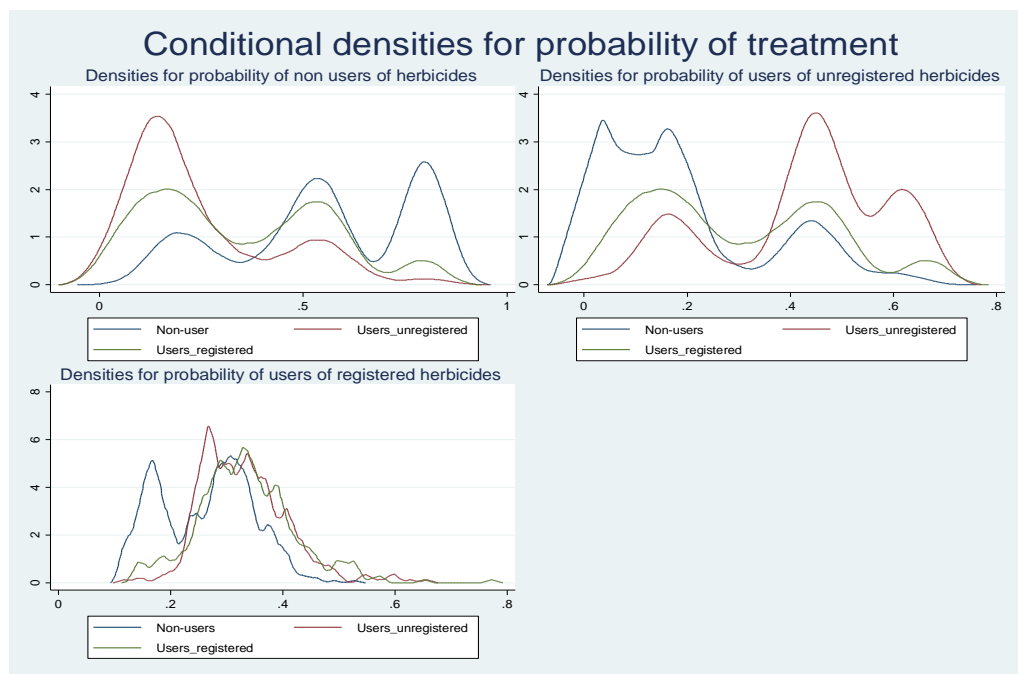 Conditional densities for probability of treatment
Densities for probability of non users of herbicides
4
3
2
1
0
0
.5
1
Non-user
Users_unregistered
Users_registered
Densities for probability of users of unregistered herbicides
4
3
2
1
0
0
.2
.4
.6
.8
Non-users
Users_unregistered
Users_registered
Densities for probability of users of registered herbicides
8
6
4
2
0
0
.2
.4
.6
.8
Non-users
Users_unregistered
Users_registered